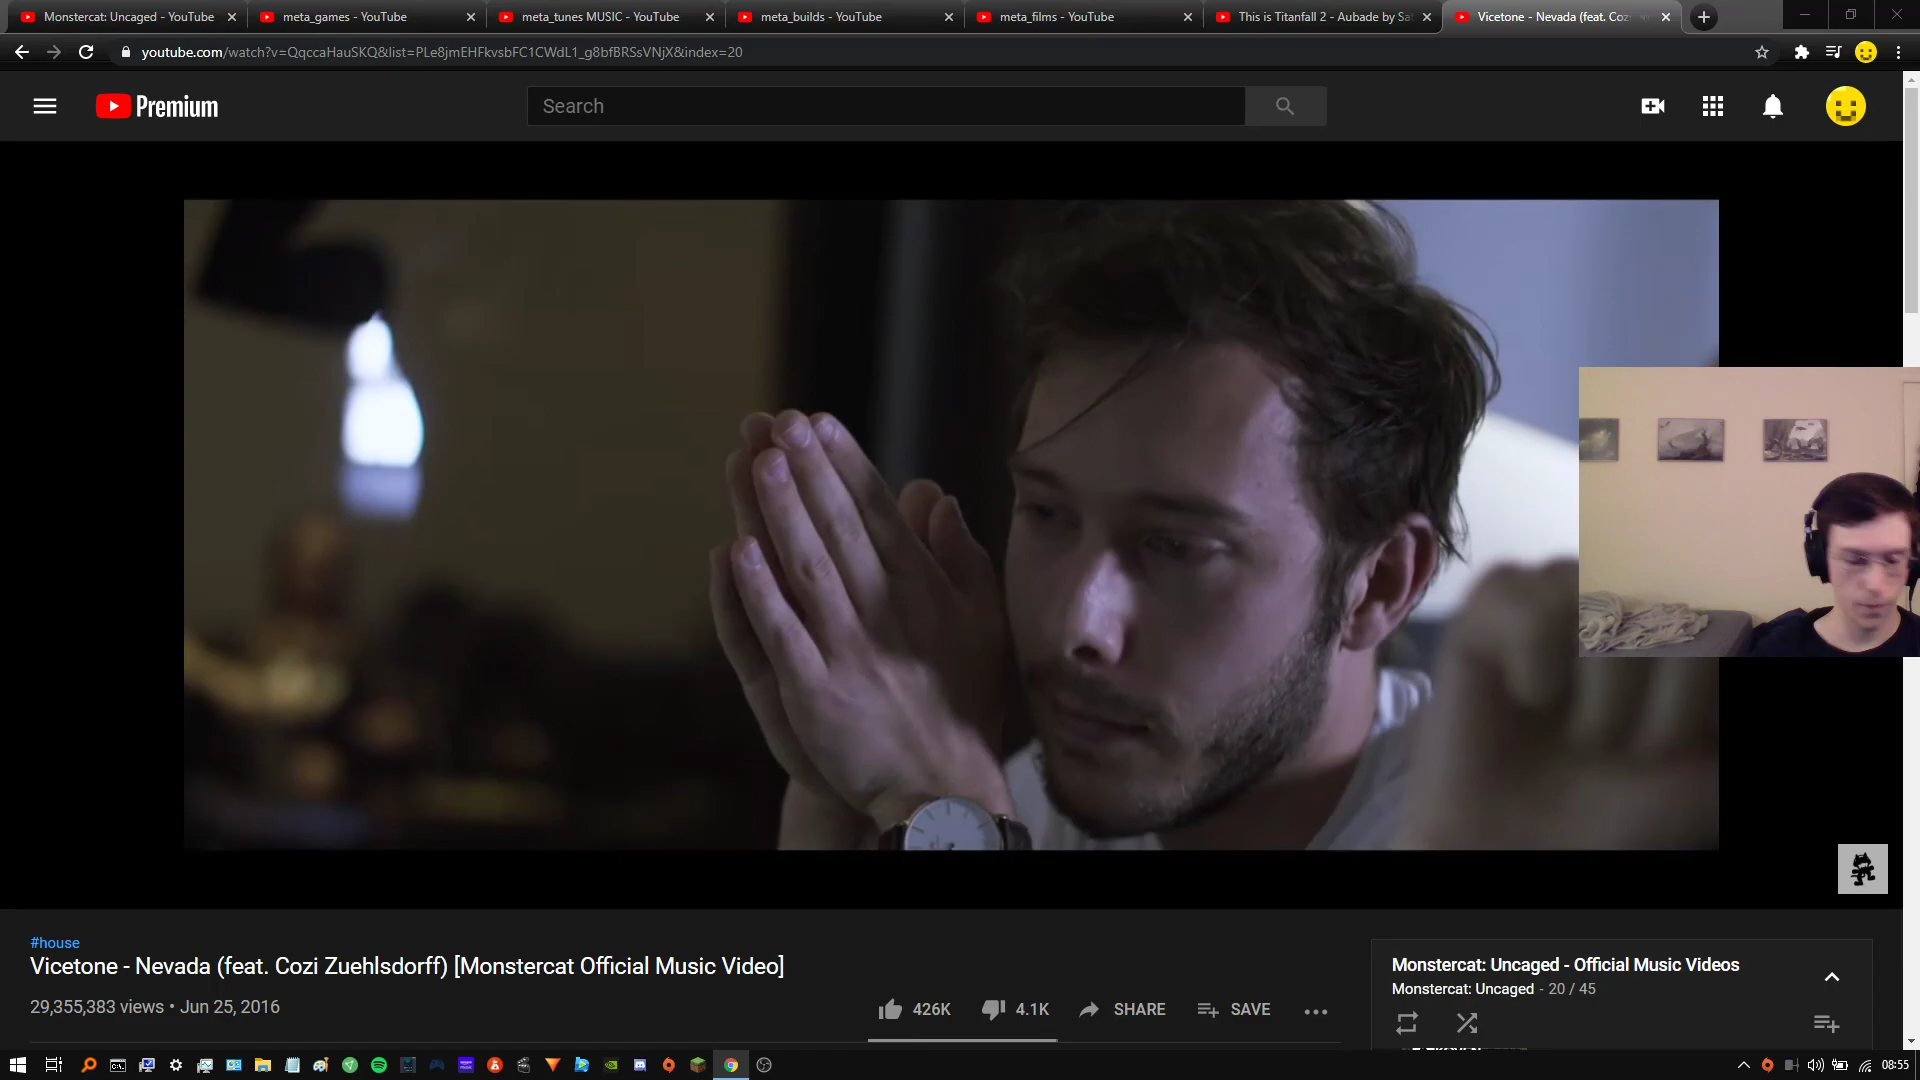 Monstercat: Uncaged - YouTube
meta_games - YouTube
meta_tunes MUSIC - YouTube
meta_builds - YouTube
meta_films - YouTube
This is Titanfall 2 - Aubade by Sat
Vicetone - Nevada (feat. Coz
youtube.com/watch?v=QqccaHauSKQ&list=PLe8jmEHFkvsbFC1CWdL1_g8bfBRSsVNjX&index=20
Premium
Search
#house
Vicetone - Nevada (feat. Cozi Zuehlsdorff) [Monstercat Official Music Video]
29,355,383 views • Jun 25, 2016
426K
4.1K
SHARE
SAVE
Monstercat: Uncaged - Official Music Videos
Monstercat: Uncaged - 20 / 45
08:55